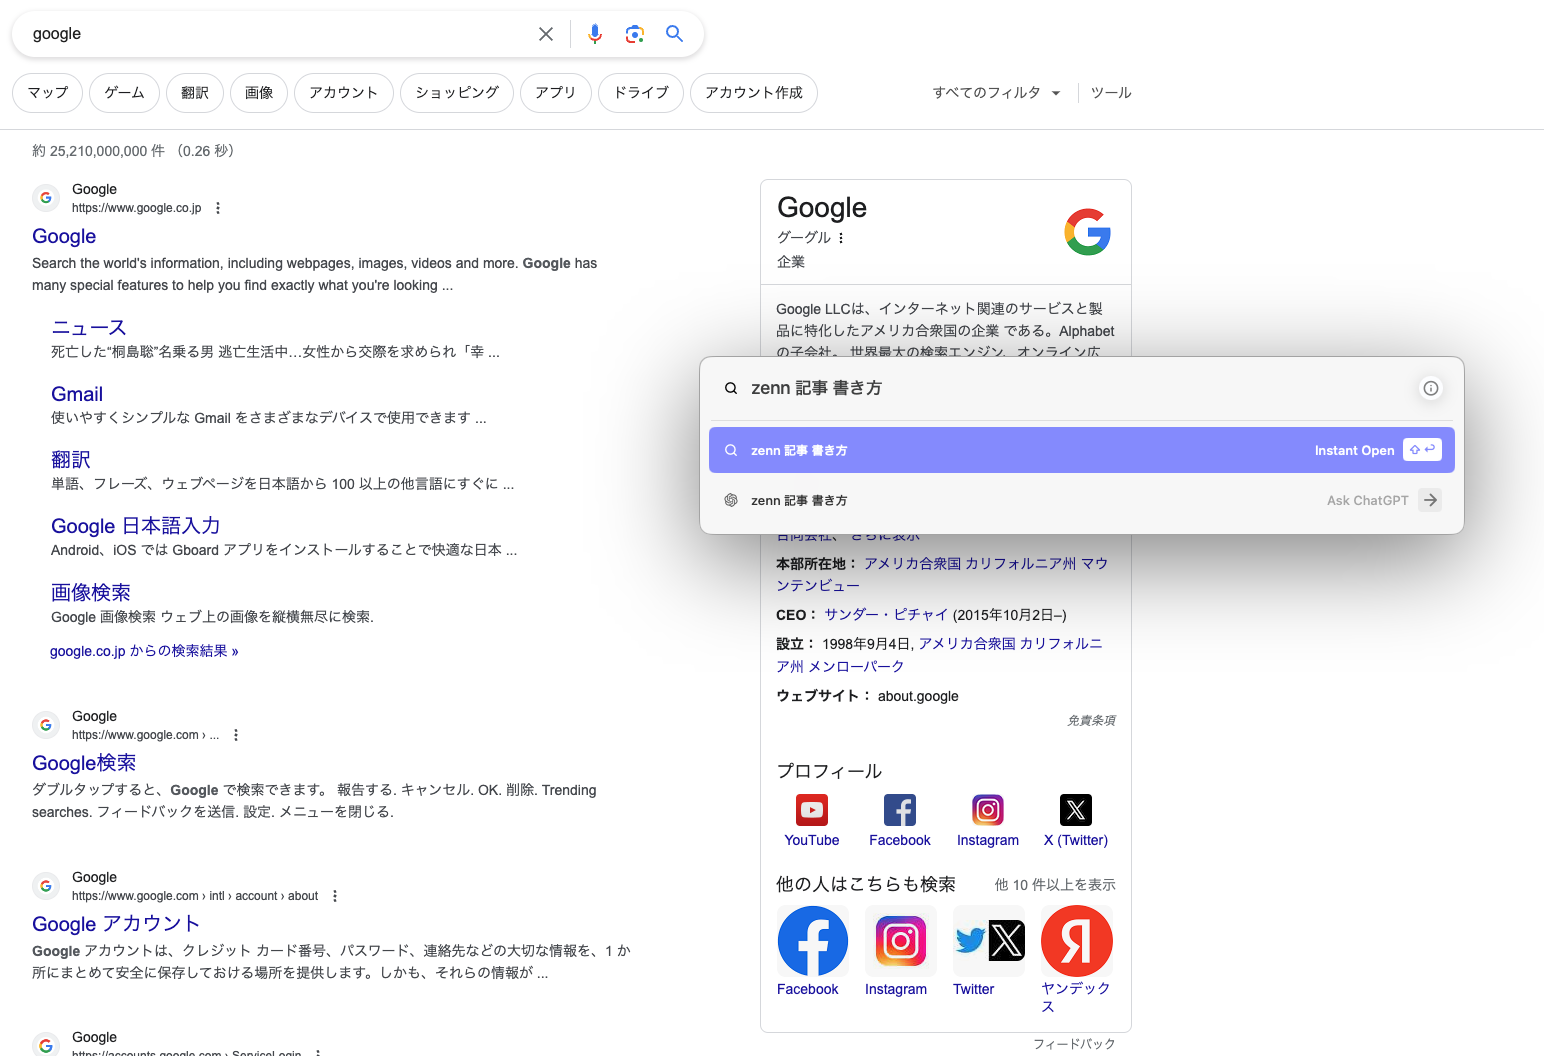 google
マップ
ゲーム
翻訳
画像
アカウント
ショッピング
アプリ
ドライブ
アカウント作成
すべてのフィルタ
ツール
約 25,210,000,000 件 (0.26 秒)
Google
https://www.google.co.jp
Google
Search the world's information, including webpages, images, videos and more. Google has
many special features to help you find exactly what you're looking ...
ニュース
死亡した“桐島聡”名乗る男 逃亡生活中…女性から交際を求められ「幸 ...
Gmail
使いやすくシンプルな Gmail をさまざまなデバイスで使用できます ...
翻訳
単語、フレーズ、ウェブページを日本語から 100 以上の他言語にすぐに ...
Google 日本語入力
Android、iOS では Gboard アプリをインストールすることで快適な日本 ...
画像検索
Google 画像検索 ウェブ上の画像を縦横無尽に検索.
google.co.jp からの検索結果 »
Google
https://www.google.com › ...
Google検索
ダブルタップすると、Google で検索できます。 報告する. キャンセル. OK. 削除. Trending
searches. フィードバックを送信. 設定. メニューを閉じる.
Google
https://www.google.com › intl › account › about
Google アカウント
Google アカウントは、クレジット カード番号、パスワード、連絡先などの大切な情報を、1 か
所にまとめて安全に保存しておける場所を提供します。しかも、それらの情報が ...
Google
https://accounts.google.com › ServiceLogin
Google
グーグル
企業
Google LLCは、インターネット関連のサービスと製
品に特化したアメリカ合衆国の企業 である。Alphabet
の子会社。 世界最大の検索エンジン、オンライン広
zenn 記事 書き方
zenn 記事 書き方
Instant Open
zenn 記事 書き方
Ask ChatGPT
合同会社、 さらに表示
本部所在地： アメリカ合衆国 カリフォルニア州 マウ
ンテンビュー
CEO： サンダー・ピチャイ (2015年10月2日–)
設立： 1998年9月4日, アメリカ合衆国 カリフォルニ
ア州 メンローパーク
ウェブサイト： about.google
免責条項
プロフィール
YouTube
Facebook
Instagram
X (Twitter)
他の人はこちらも検索
他 10 件以上を表示
Facebook
Instagram
Twitter
ヤンデック
ス
フィードバック